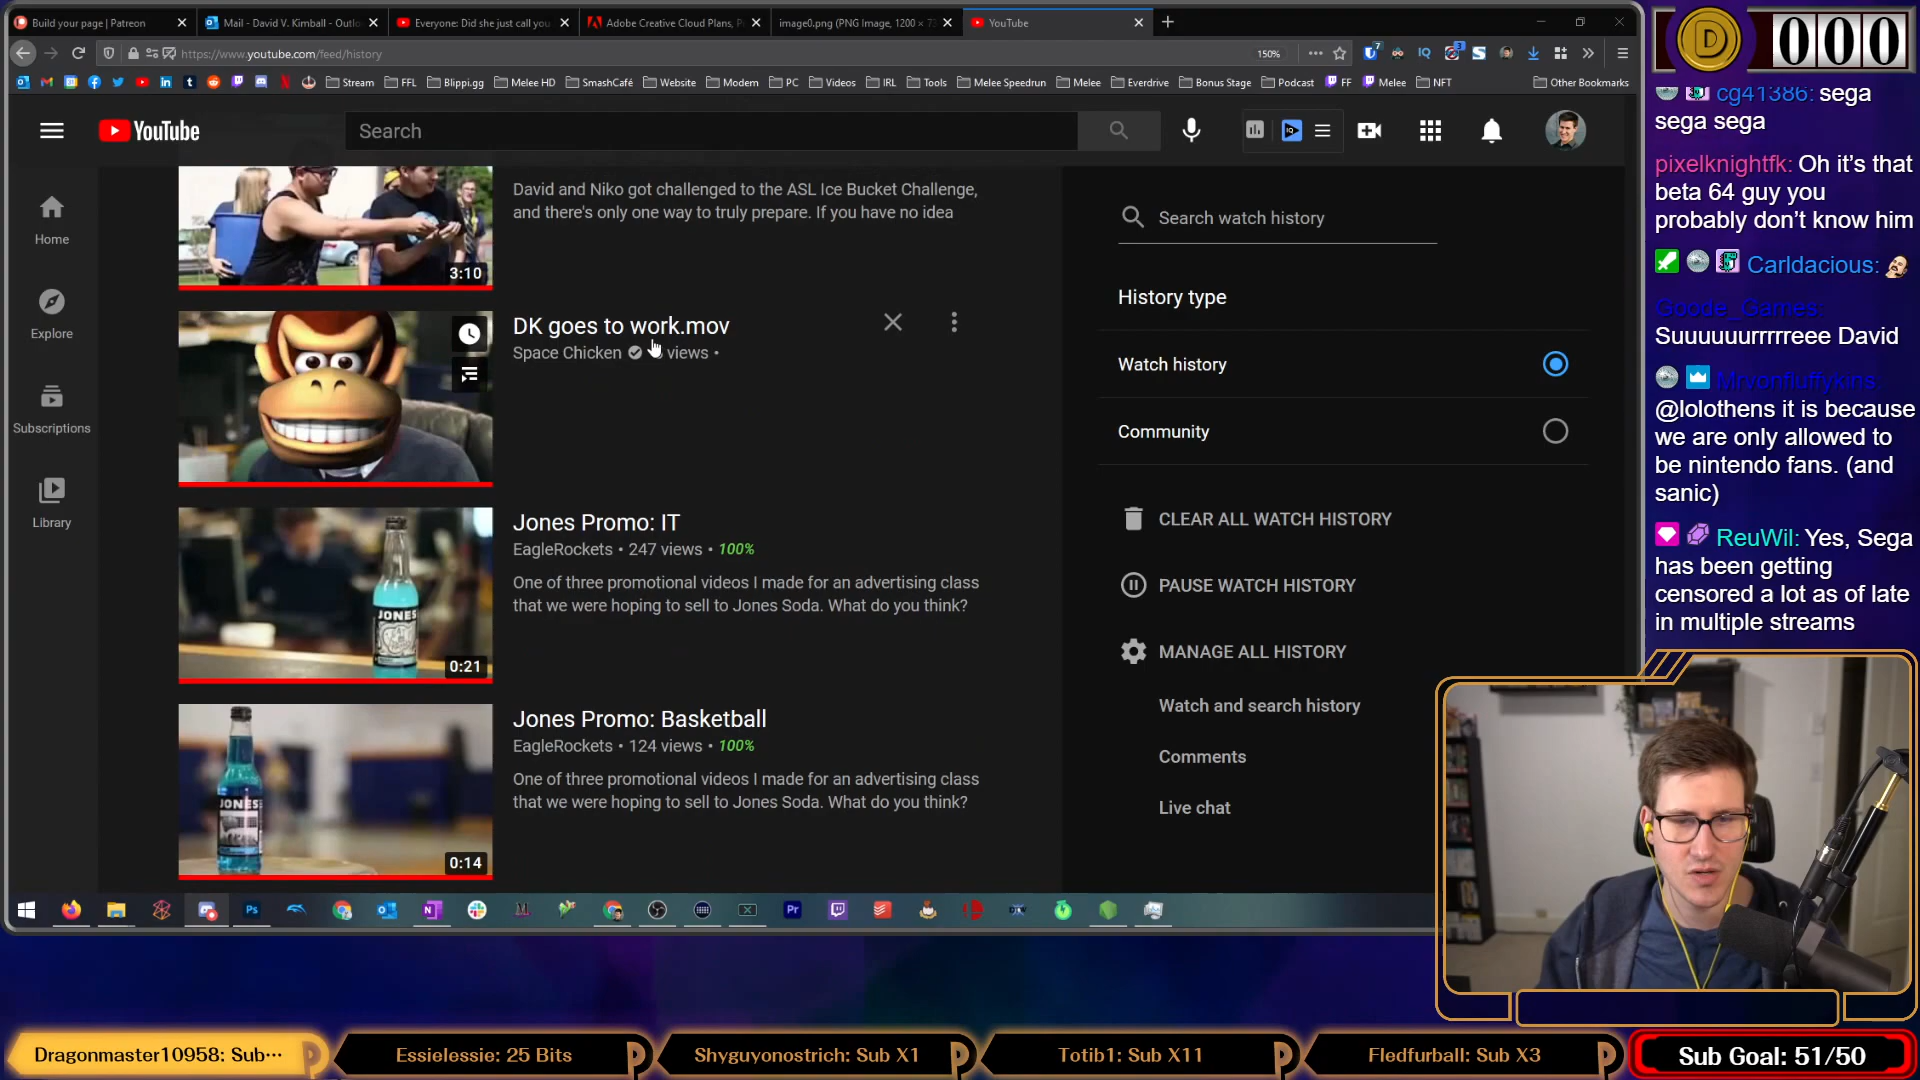 Build your page | Patreon
Mail - David V. Kimball - Outlo
Everyone: Did she just call you
Adobe Creative Cloud Plans, P
image0.png (PNG Image, 1200 × 7
YouTube
https://www.youtube.com/feed/history
150%
Stream
FFL
Blippi.gg
Melee HD
SmashCafé
Website
Modem
PC
Videos
IRL
Tools
Melee Speedrun
Melee
Everdrive
Bonus Stage
Podcast
FF
Melee
NFT
Other Bookmarks
YouTube
Search
Home
Explore
Subscriptions
Library
David and Niko got challenged to the ASL Ice Bucket Challenge,
and there's only one way to truly prepare. If you have no idea
3:10
DK goes to work.mov
Space Chicken
views •
Jones Promo: IT
EagleRockets • 247 views • 100%
One of three promotional videos I made for an advertising class
that we were hoping to sell to Jones Soda. What do you think?
JONES
0:21
Jones Promo: Basketball
EagleRockets • 124 views • 100%
One of three promotional videos I made for an advertising class
that we were hoping to sell to Jones Soda. What do you think?
JONES
0:14
Search watch history
History type
Watch history
Community
CLEAR ALL WATCH HISTORY
PAUSE WATCH HISTORY
MANAGE ALL HISTORY
Watch and search history
Comments
Live chat
D
000
cg41386: sega
sega sega
pixelknightfk: Oh it's that
beta 64 guy you
probably don't know him
Carldacious:
Goode_Games:
Suuuuurrrrreee David
Mrvonfluffykins:
@lolothens it is because
we are only allowed to
be nintendo fans. (and
sanic)
ReuWil: Yes, Sega
has been getting
censored a lot as of late
in multiple streams
Dragonmaster10958: Sub···
Essielessie: 25 Bits
Shyguyonostrich: Sub X1
Totib1: Sub X11
Fledfurball: Sub X3
Sub Goal: 51/50